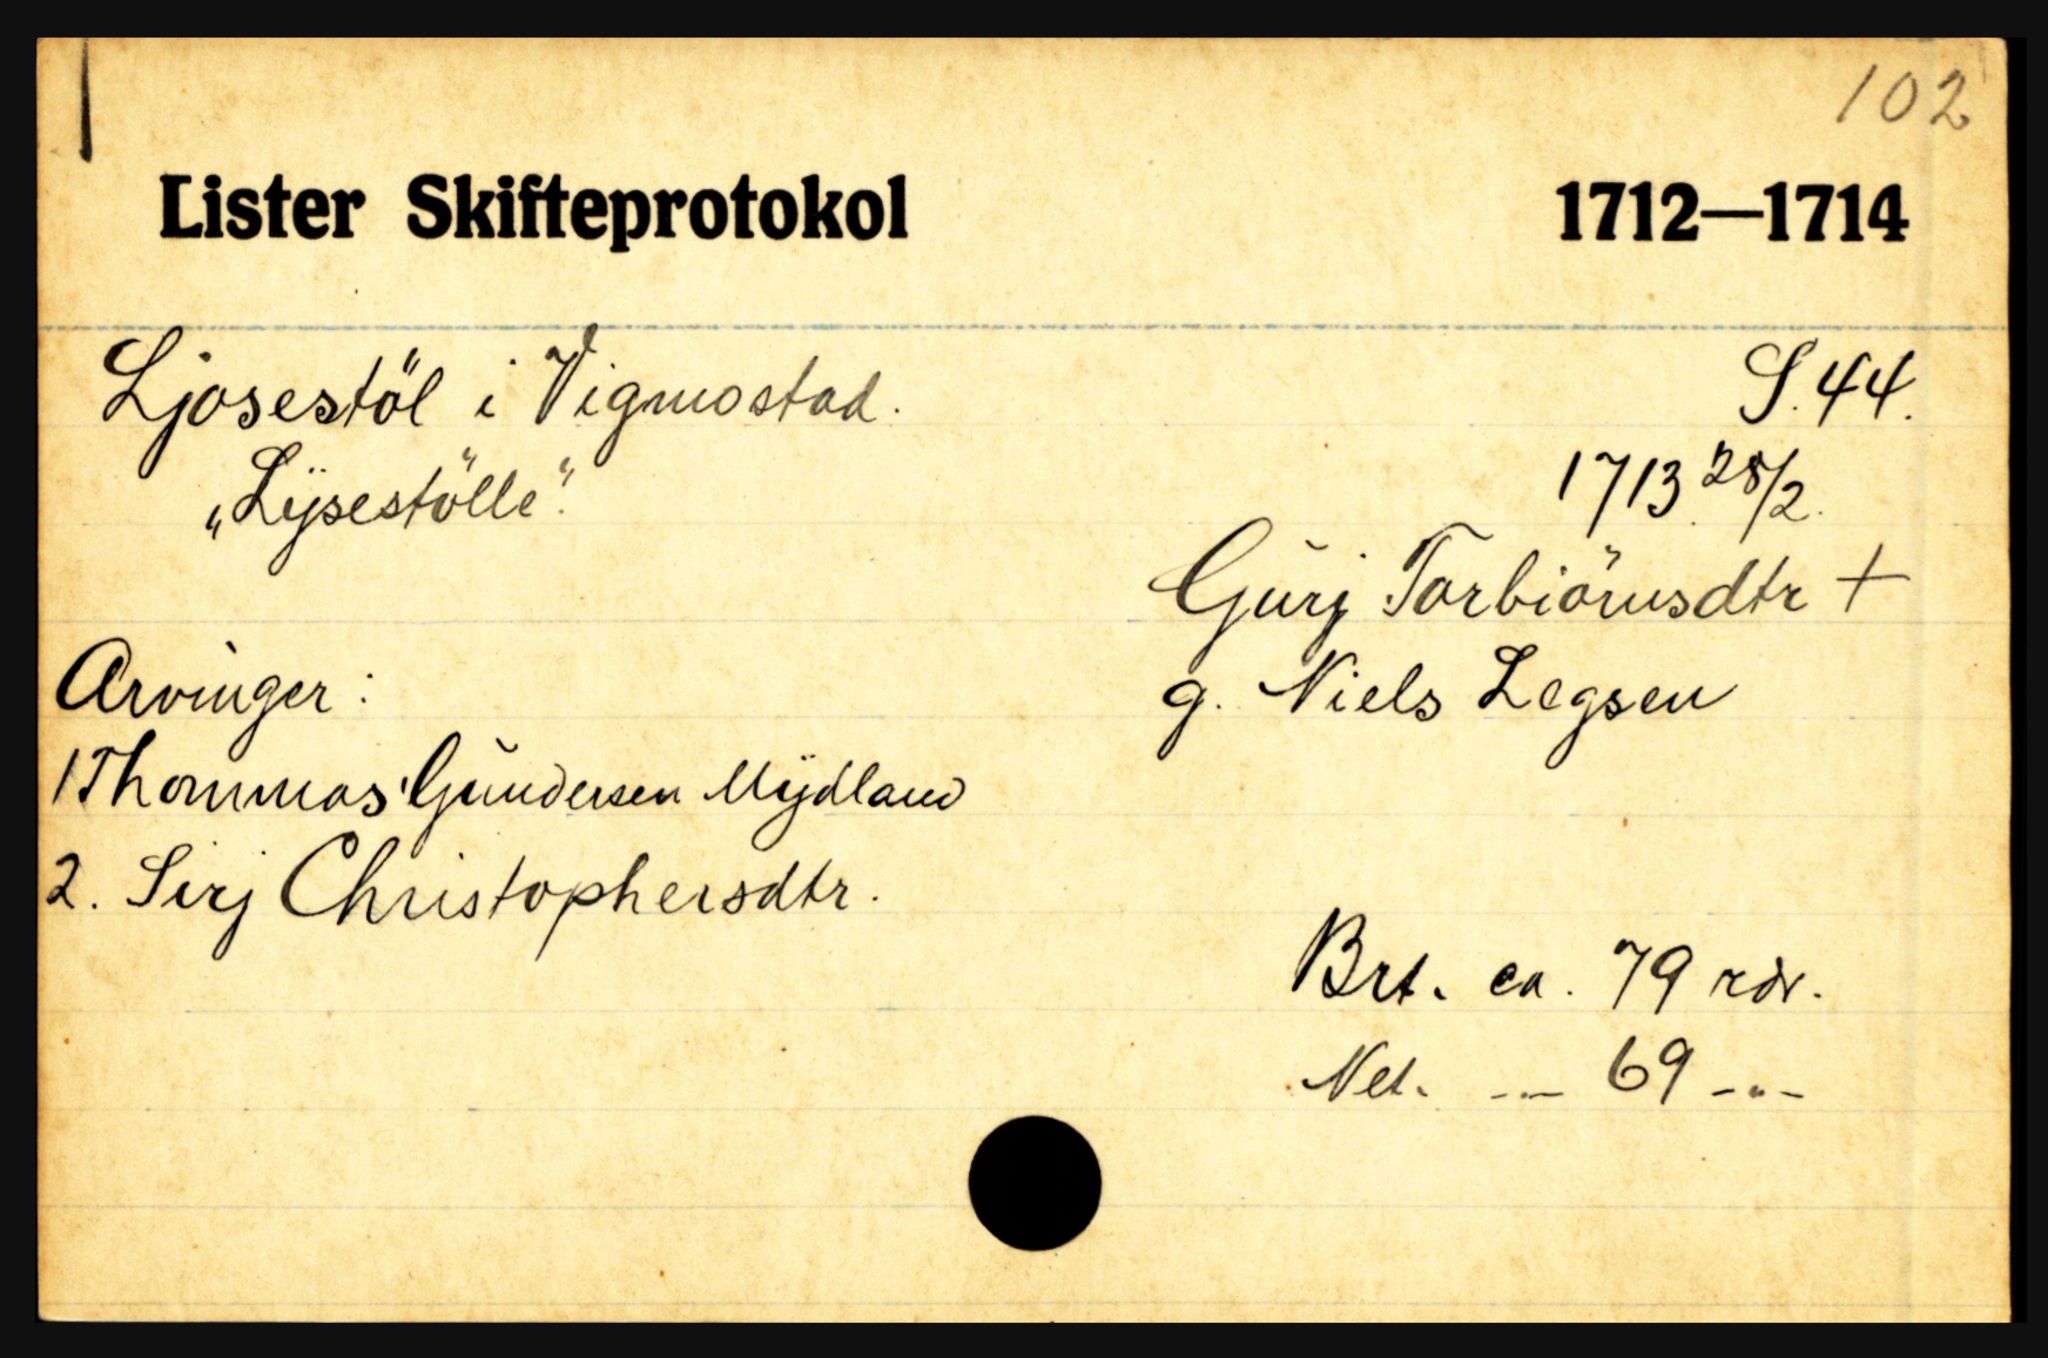 102
Lister Skifteprotokol 1712—1714
Ljosestöl i Vigmostad. S. 44.
„Lÿsestölle". 1713 28/2.
Gurj Torbiörnsdtr +
Arvinger: g. Niels Legsen
1 Thommas Gundersen Mÿdland
2. Sirj Christophersdtr.
Brt. ca. 79 rdr.
Net. -"- 69 -"-